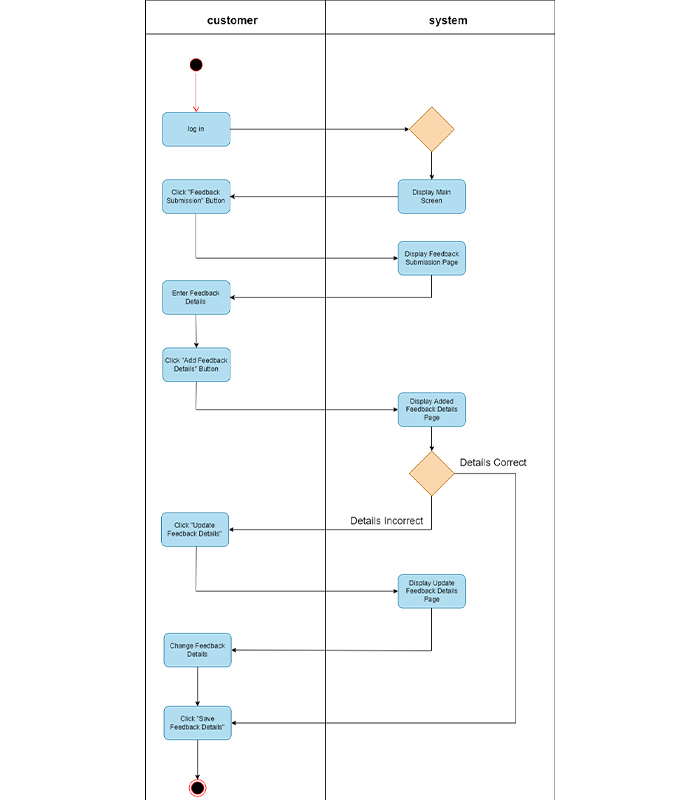 customer
system
log in
Click "Feedback
Submission" Button
Display Main
Screen
Display Feedback
Submission Page
Enter Feedback
Details
Click "Add Feedback
Details" Button
Display Added
Feedback Details
Page
Details Correct
Details Incorrect
Click "Update
Feedback Details"
Display Update
Feedback Details
Page
Change Feedback
Details
Click "Save
Feedback Details"